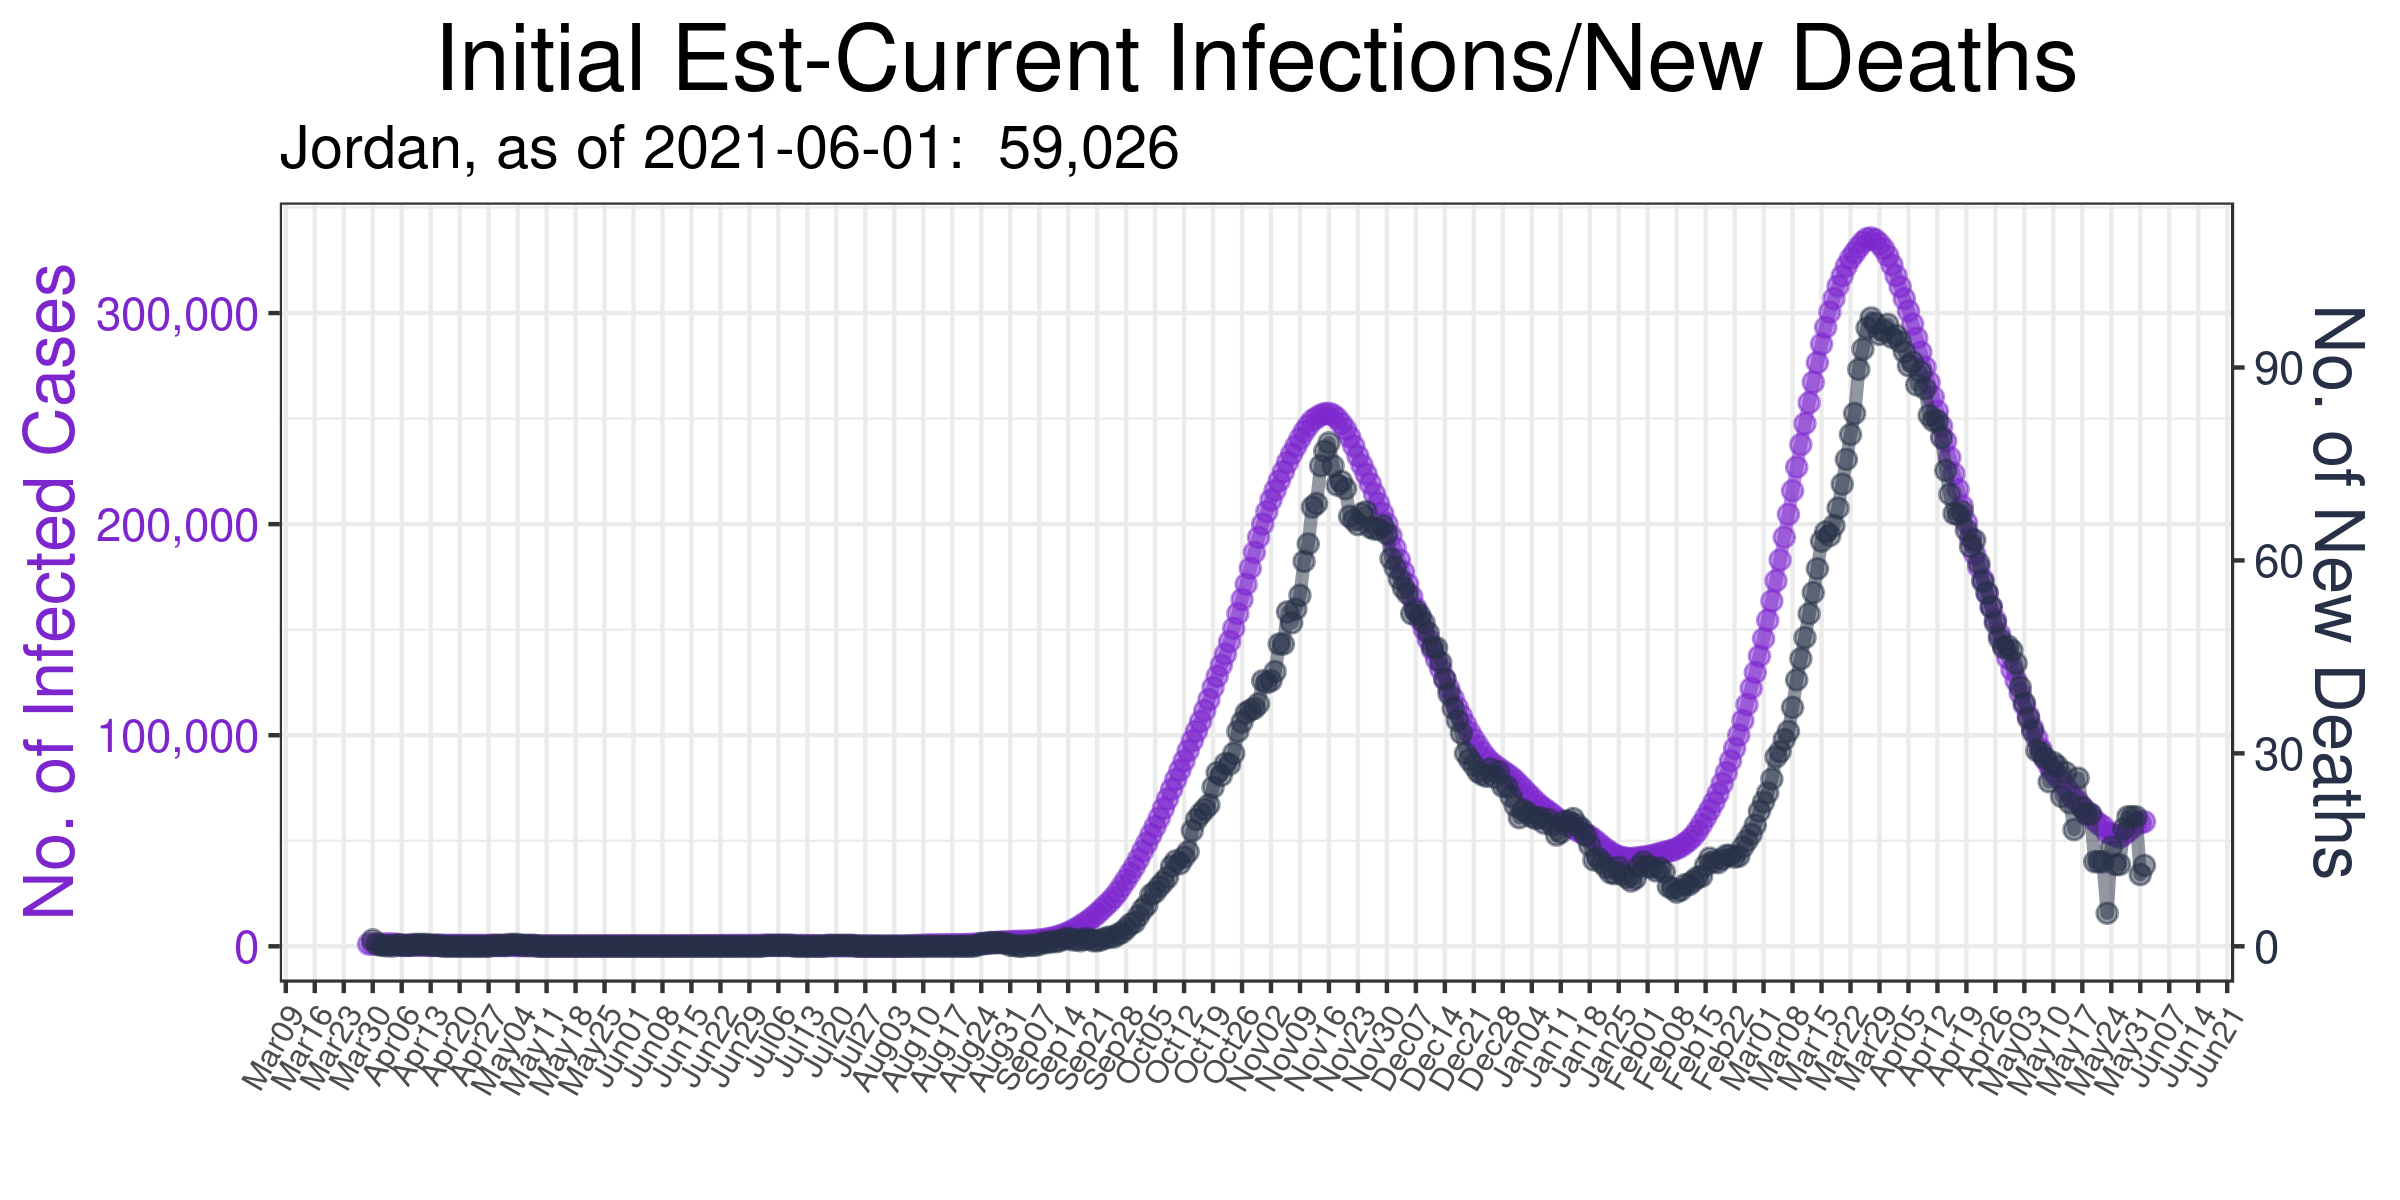 Initial Est-Current Infections/New Deaths
Jordan, as of 2021-06-01:  59,026
No. of Infected Cases
300,000
200,000
100,000
0
90
60
30
0
No. of New Deaths
Mar09
Mar16
Mar23
Mar30
Apr06
Apr13
Apr20
Apr27
May04
May11
May18
May25
Jun01
Jun08
Jun15
Jun22
Jun29
Jul06
Jul13
Jul20
Jul27
Aug03
Aug10
Aug17
Aug24
Aug31
Sep07
Sep14
Sep21
Sep28
Oct05
Oct12
Oct19
Oct26
Nov02
Nov09
Nov16
Nov23
Nov30
Dec07
Dec14
Dec21
Dec28
Jan04
Jan11
Jan18
Jan25
Feb01
Feb08
Feb15
Feb22
Mar01
Mar08
Mar15
Mar22
Mar29
Apr05
Apr12
Apr19
Apr26
May03
May10
May17
May24
May31
Jun07
Jun14
Jun21